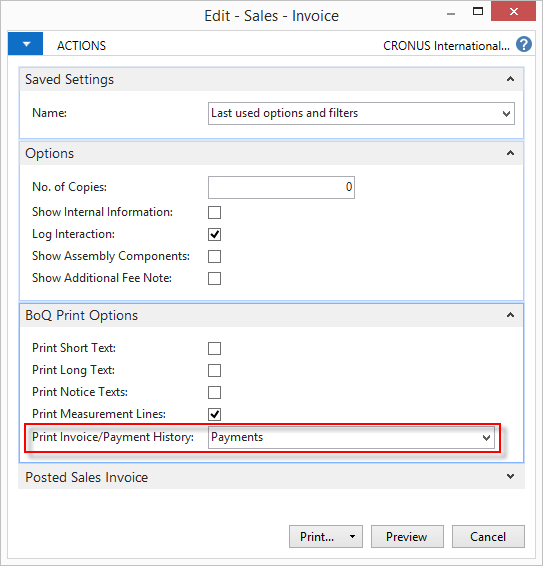 Edit - Sales - Invoice
ACTIONS CRONUS International... ?
Saved Settings
Name: Last used options and filters
Options
No. of Copies: 0
Show Internal Information:
Log Interaction:
Show Assembly Components:
Show Additional Fee Note:
BoQ Print Options
Print Short Text:
Print Long Text:
Print Notice Texts:
Print Measurement Lines:
Print Invoice/Payment History: Payments
Posted Sales Invoice
Print... Preview Cancel